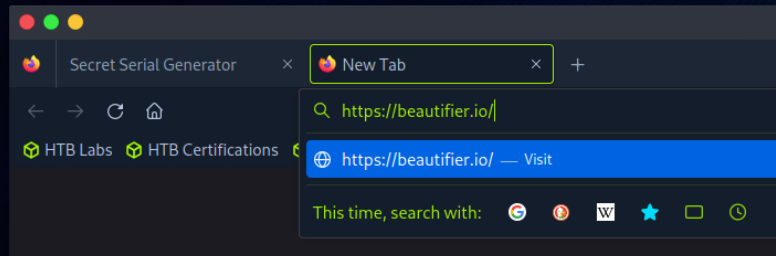 Secret Serial Generator
New Tab
https://beautifier.io/
HTB Labs HTB Certifications
https://beautifier.io/ — Visit
This time, search with: